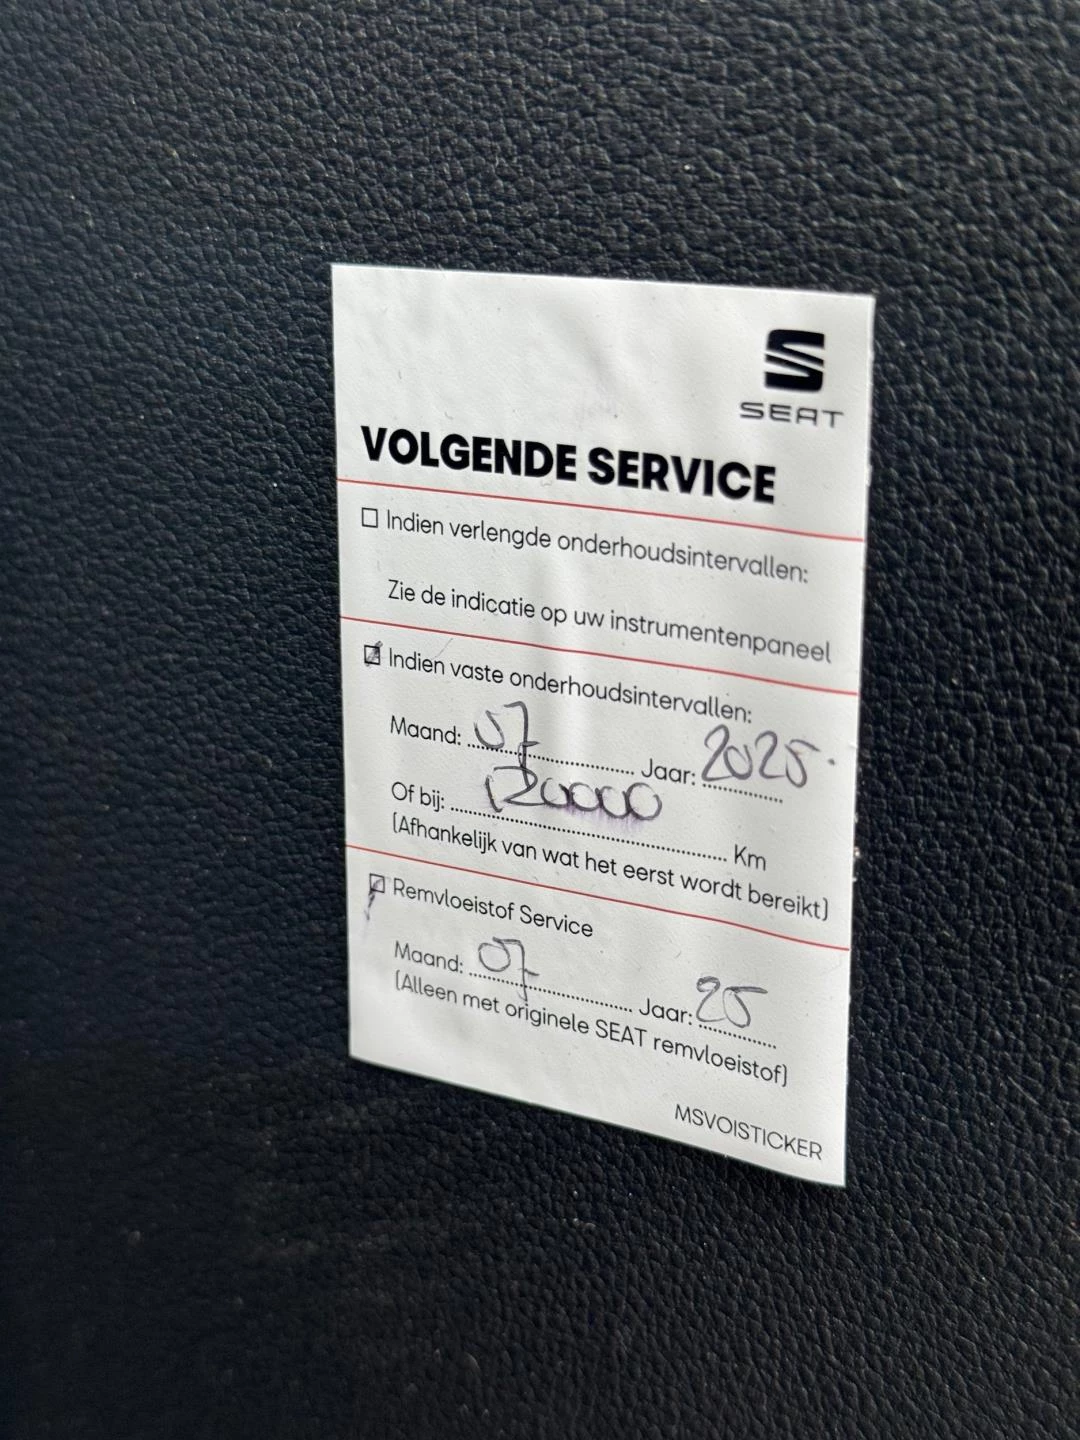 SEAT
VOLGENDE SERVICE
☐ Indien verlengde onderhoudsintervallen:
Zie de indicatie op uw instrumentenpaneel
☑ Indien vaste onderhoudsintervallen:
Maand: 07 Jaar: 2025
Of bij: 120000 Km
(Afhankelijk van wat het eerst wordt bereikt)
☑ Remvloeistof Service
Maand: 07 Jaar: 25
(Alleen met originele SEAT remvloeistof)
MSVOISTICKER